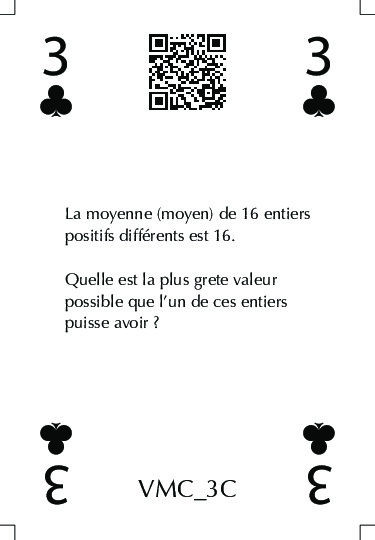 3
3
La moyenne (moyen) de 16 entiers
positifs différents est 16.
Quelle est la plus grete valeur
possible que l'un de ces entiers
puisse avoir ?
3
VMC_3C
3